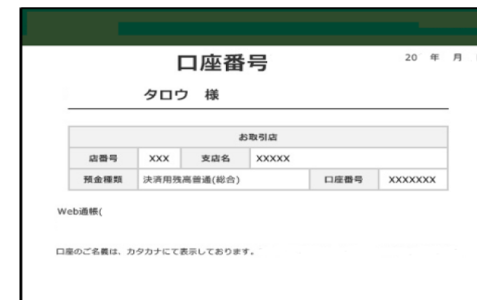 口座番号
20 年 月
タロウ 様
お取引店
店番号 XXX 支店名 XXXXX
預金種類 決済用残高普通(総合) 口座番号 XXXXXXX
Web通帳(
口座のご名義は、カタカナにて表示しております。